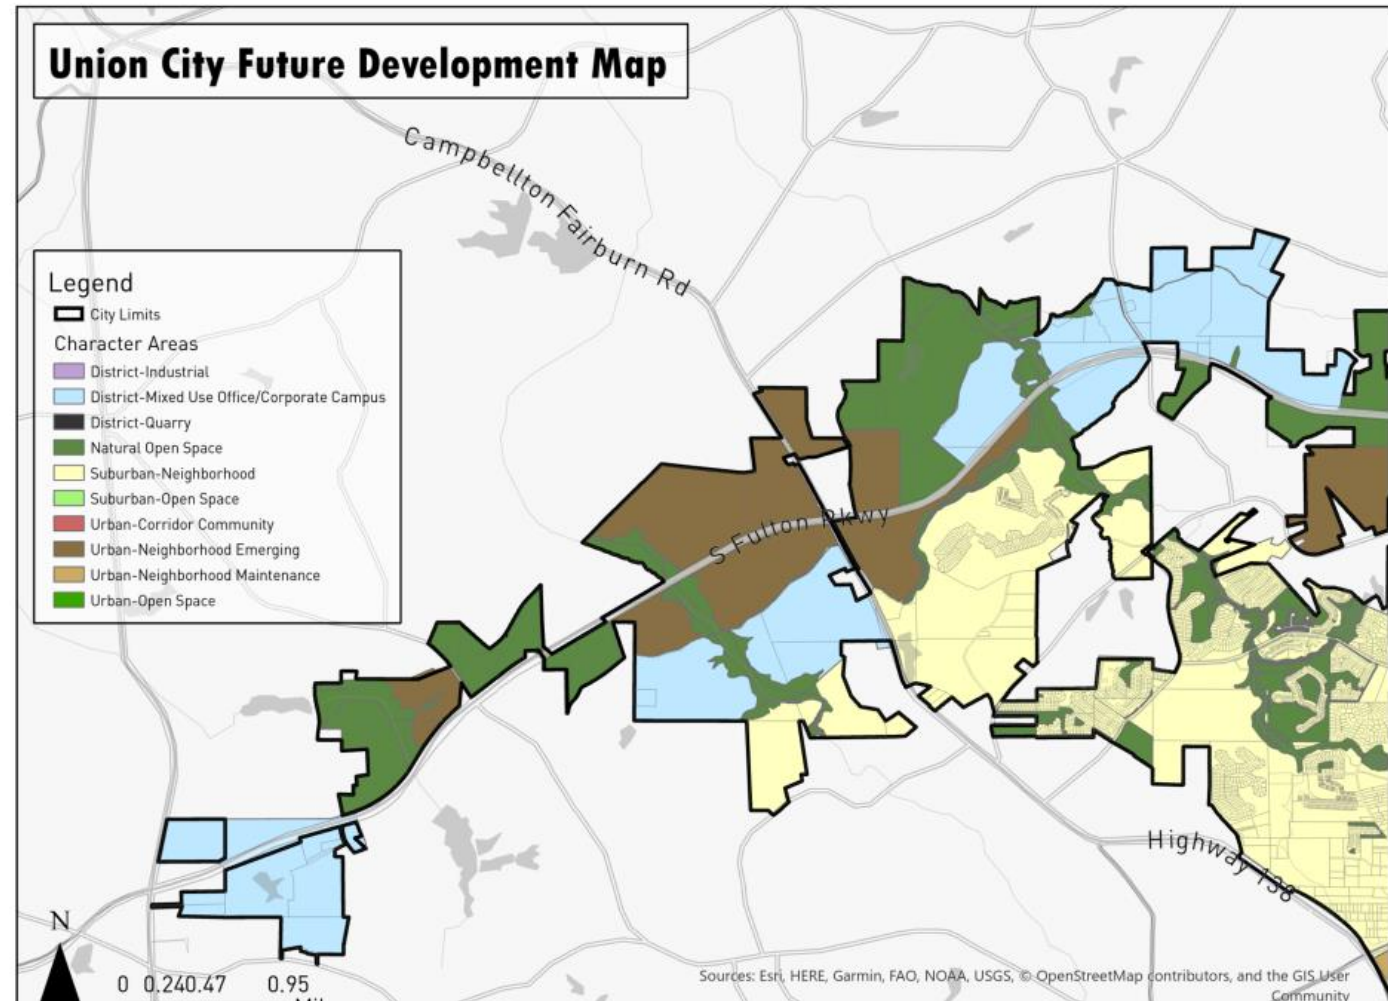 Union City Future Development Map
Campbellton Fairburn Rd
Legend
City Limits
Character Areas
District-Industrial
District-Mixed Use Office/Corporate Campus
District-Quarry
Natural Open Space
Suburban-Neighborhood
Suburban-Open Space
Urban-Corridor Community
Urban-Neighborhood Emerging
Urban-Neighborhood Maintenance
Urban-Open Space
S Fulton Pkwy
Highway 138
N
0 0.240.47 0.95
Sources: Esri, HERE, Garmin, FAO, NOAA, USGS, © OpenStreetMap contributors, and the GIS User
Community